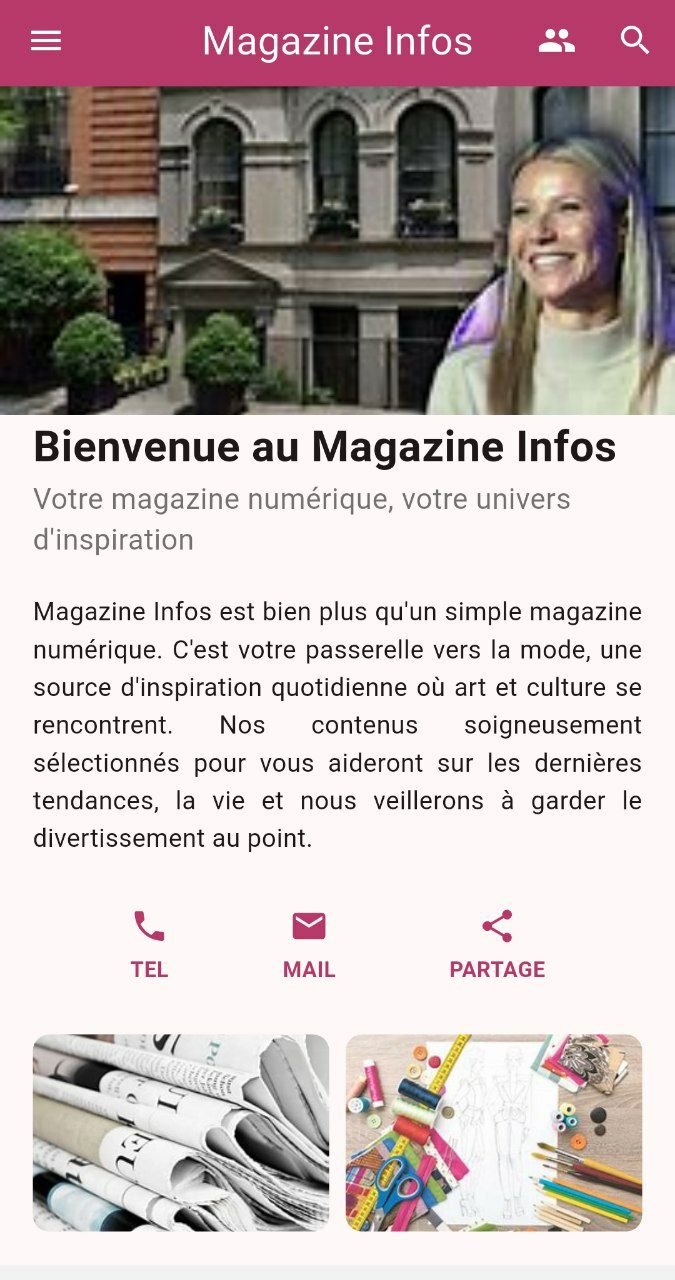 Magazine Infos
Bienvenue au Magazine Infos
Votre magazine numérique, votre univers
d'inspiration
Magazine Infos est bien plus qu'un simple magazine
numérique. C'est votre passerelle vers la mode, une
source d'inspiration quotidienne où art et culture se
rencontrent. Nos contenus soigneusement
sélectionnés pour vous aideront sur les dernières
tendances, la vie et nous veillerons à garder le
divertissement au point.
TEL MAIL PARTAGE